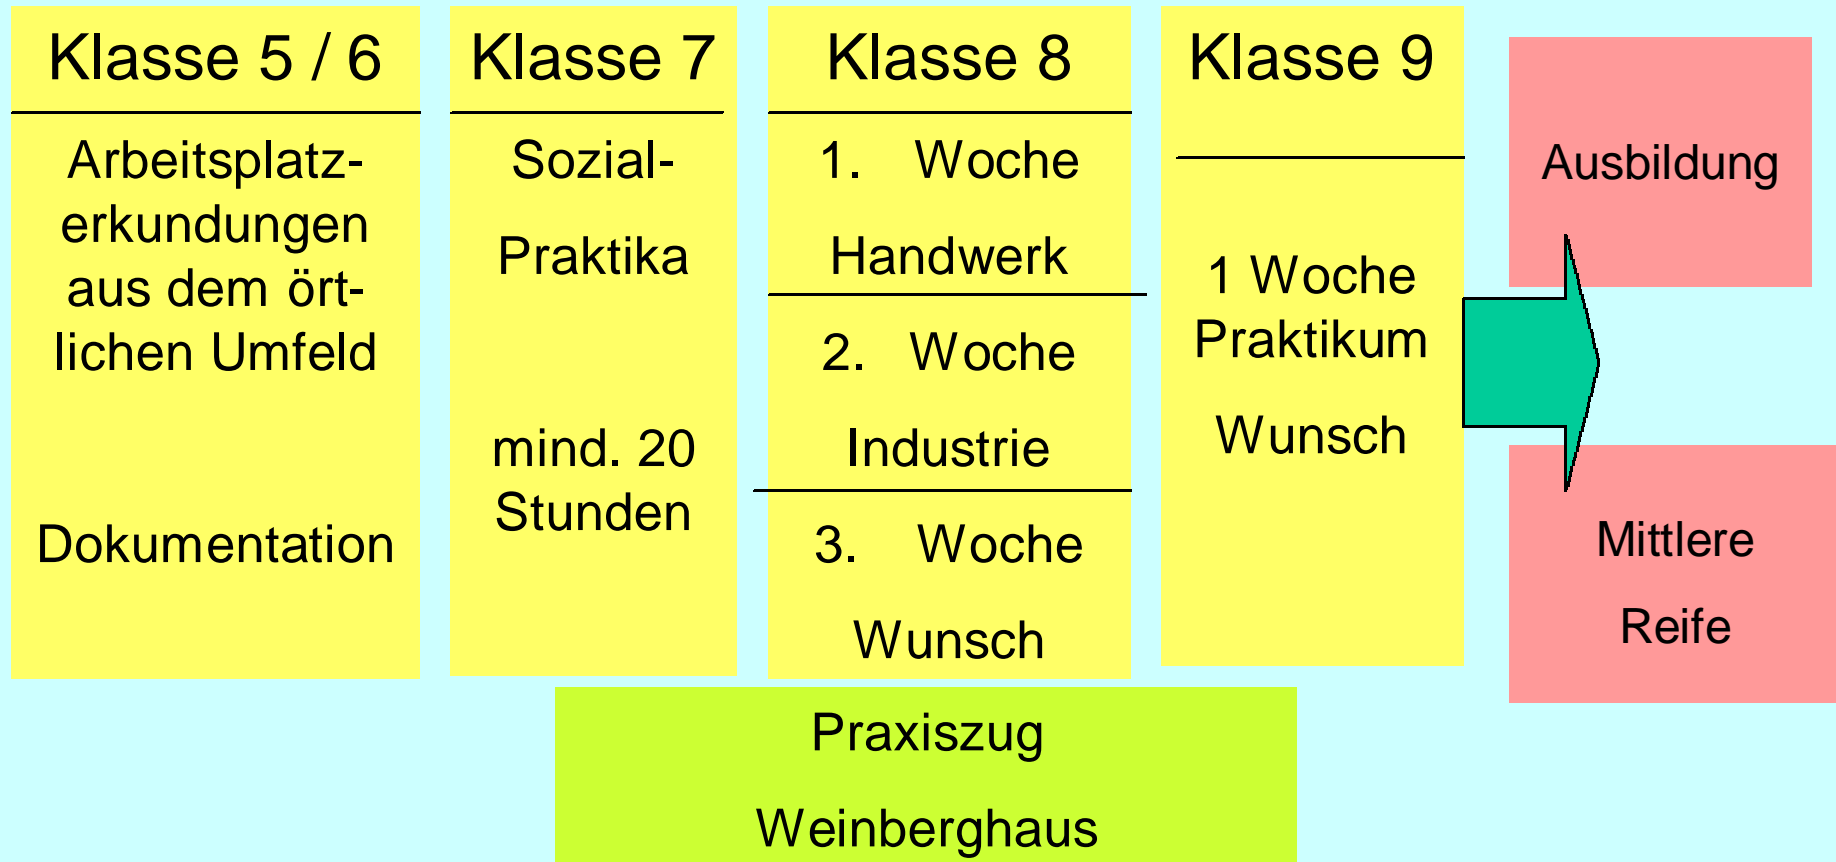 Klasse 5 / 6
Arbeitsplatz-
erkundungen
aus dem ört-
lichen Umfeld
Dokumentation
Klasse 7
Sozial-
Praktika
mind. 20
Stunden
Klasse 8
1. Woche
Handwerk
2. Woche
Industrie
3. Woche
Wunsch
Klasse 9
1 Woche
Praktikum
Wunsch
Ausbildung
Mittlere
Reife
Praxiszug
Weinberghaus